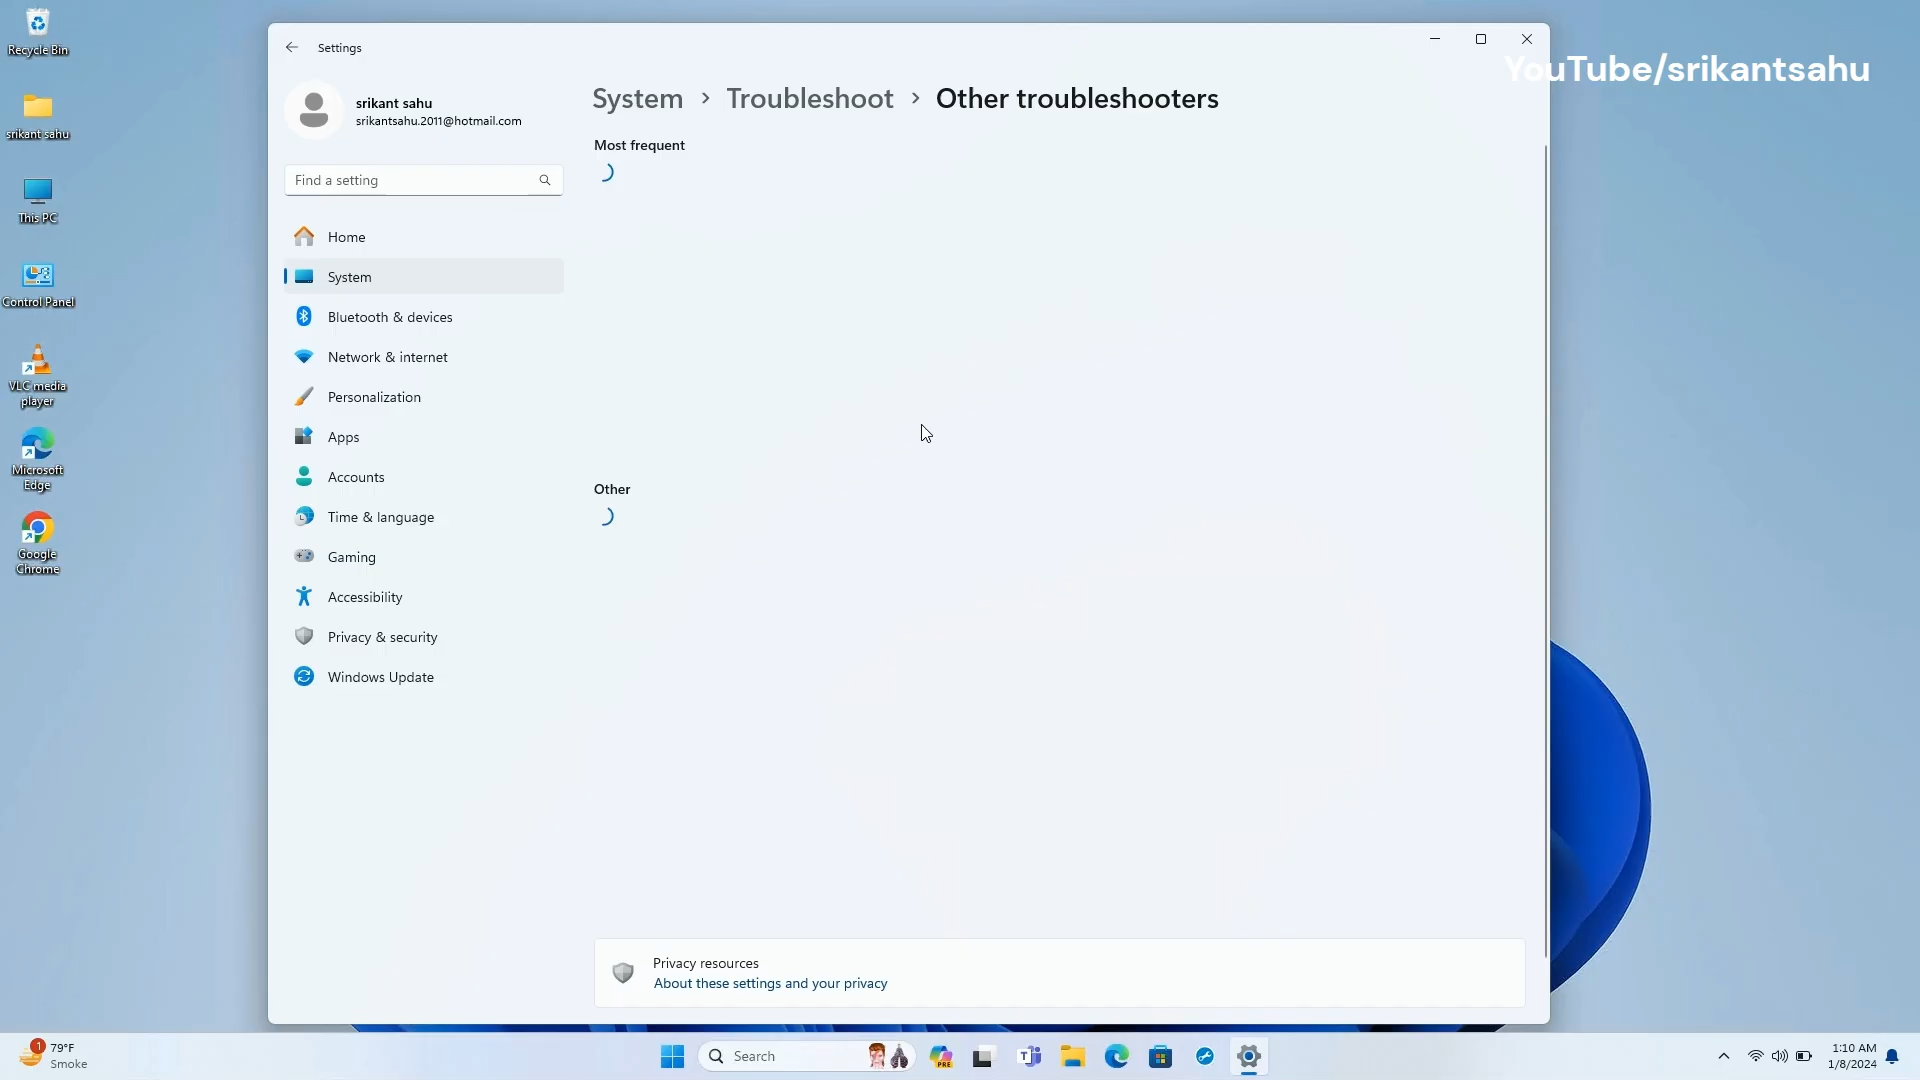 Recycle Bin
srikant sahu
This PC
Control Panel
VLC media
player
Microsoft
Edge
Google
Chrome
Settings
srikant sahu
srikantsahu.2011@hotmail.com
Find a setting
Home
System
Bluetooth & devices
Network & internet
Personalization
Apps
Accounts
Time & language
Gaming
Accessibility
Privacy & security
Windows Update
System > Troubleshoot > Other troubleshooters
Most frequent
Other
Privacy resources
About these settings and your privacy
YouTube/srikantsahu
1
79°F
Smoke
Search
PRE
T
1:10 AM
1/8/2024